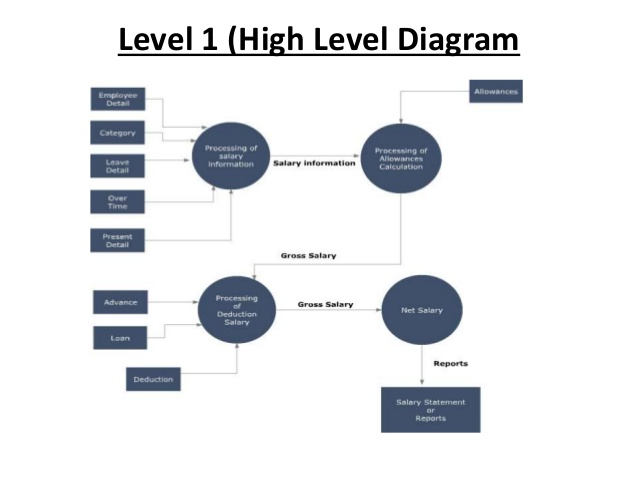 Level 1 (High Level Diagram
Employee
Detail
Category
Leave
Detail
Over
Time
Present
Detail
Processing of
salary
Information
Salary information
Processing of
Allowances
Calculation
Allowances
Gross Salary
Advance
Loan
Deduction
Processing
of
Deduction
Salary
Gross Salary
Net Salary
Reports
Salary Statement
or
Reports